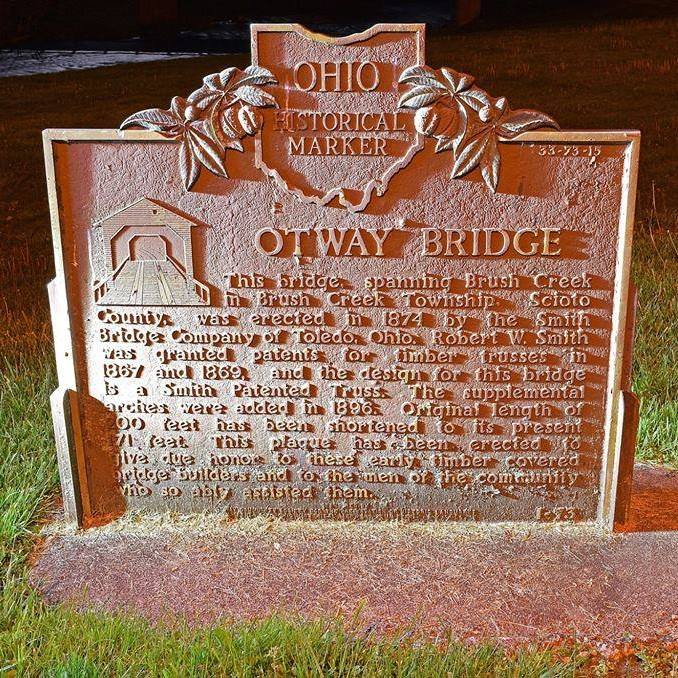 OHIO
HISTORICAL
MARKER
33-73-15
OTWAY BRIDGE
This bridge, spanning Brush Creek
in Brush Creek Township, Scioto
County, was erected in 1874 by the Smith
Bridge Company of Toledo, Ohio. Robert W. Smith
was granted patents for timber trusses in
1867 and 1869, and the design for this bridge
is a Smith Patented Truss. The supplemental
arches were added in 1896. Original length of
200 feet has been shortened to its present
171 feet. This plaque has been erected to
give due honor to these early timber covered
bridge builders and to the men of the community
who so ably assisted them.
1973